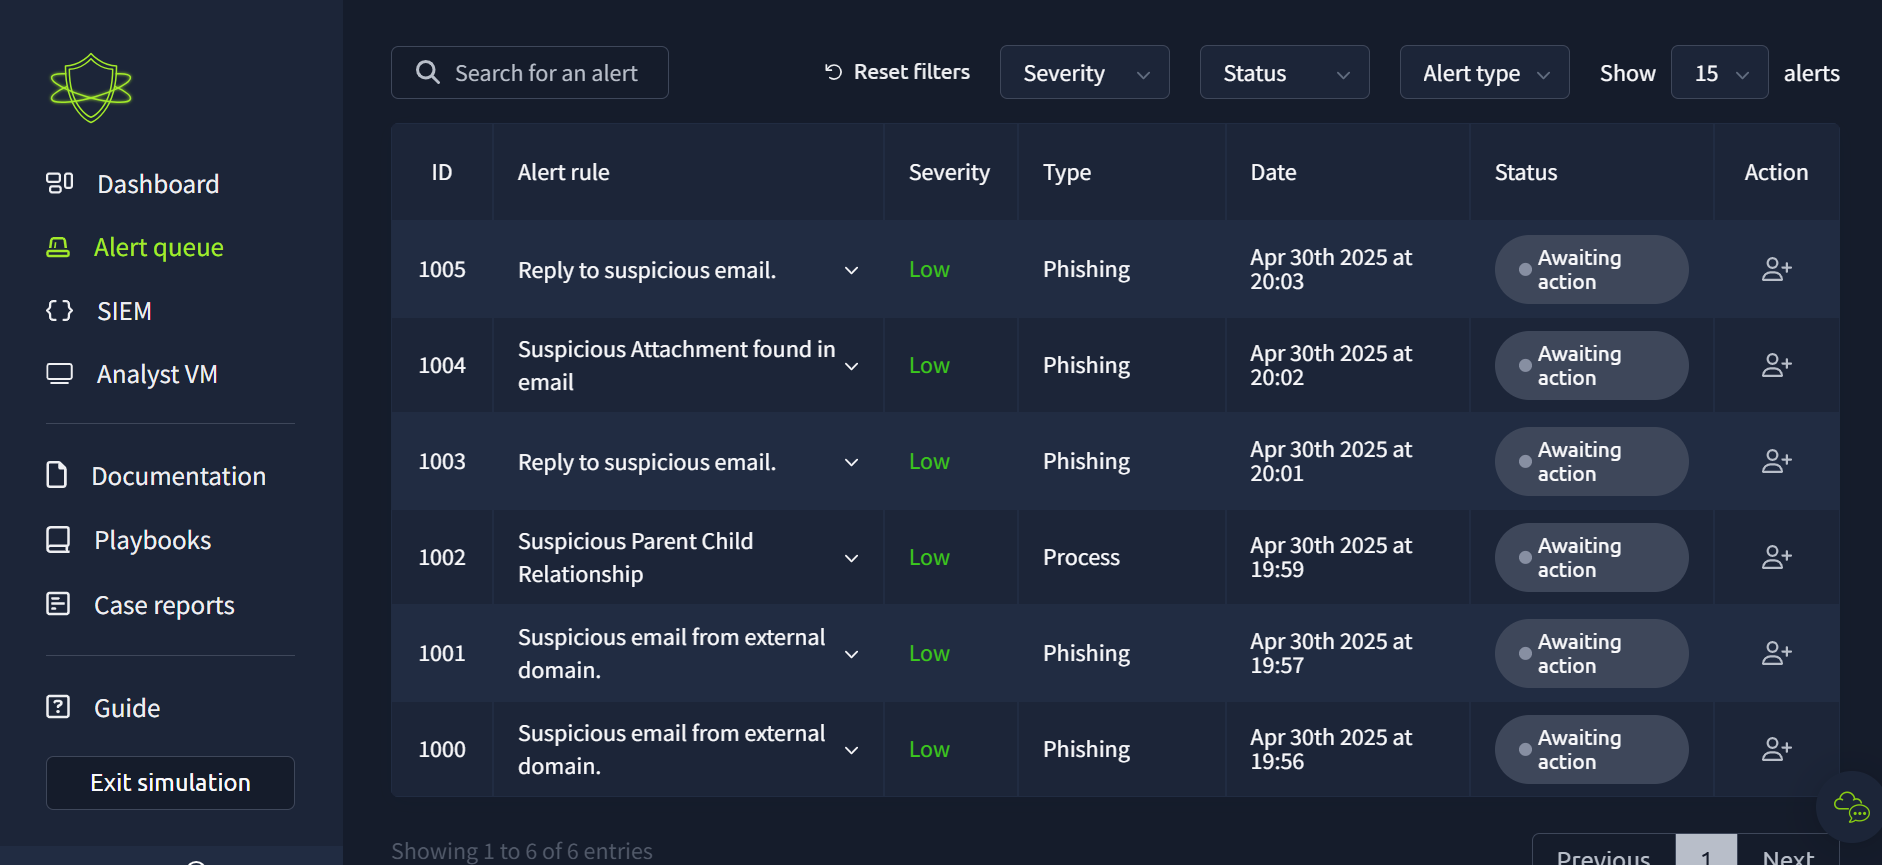 Dashboard
Alert queue
SIEM
Analyst VM
Documentation
Playbooks
Case reports
Guide
Exit simulation
Search for an alert
Reset filters
Severity
Status
Alert type
Show
15
alerts
ID Alert rule Severity Type Date Status Action
1005 Reply to suspicious email. Low Phishing Apr 30th 2025 at
20:03
Awaiting
action
1004 Suspicious Attachment found in
email
Low Phishing Apr 30th 2025 at
20:02
Awaiting
action
1003 Reply to suspicious email. Low Phishing Apr 30th 2025 at
20:01
Awaiting
action
1002 Suspicious Parent Child
Relationship
Low Process Apr 30th 2025 at
19:59
Awaiting
action
1001 Suspicious email from external
domain.
Low Phishing Apr 30th 2025 at
19:57
Awaiting
action
1000 Suspicious email from external
domain.
Low Phishing Apr 30th 2025 at
19:56
Awaiting
action
Showing 1 to 6 of 6 entries
Previous 1 Next